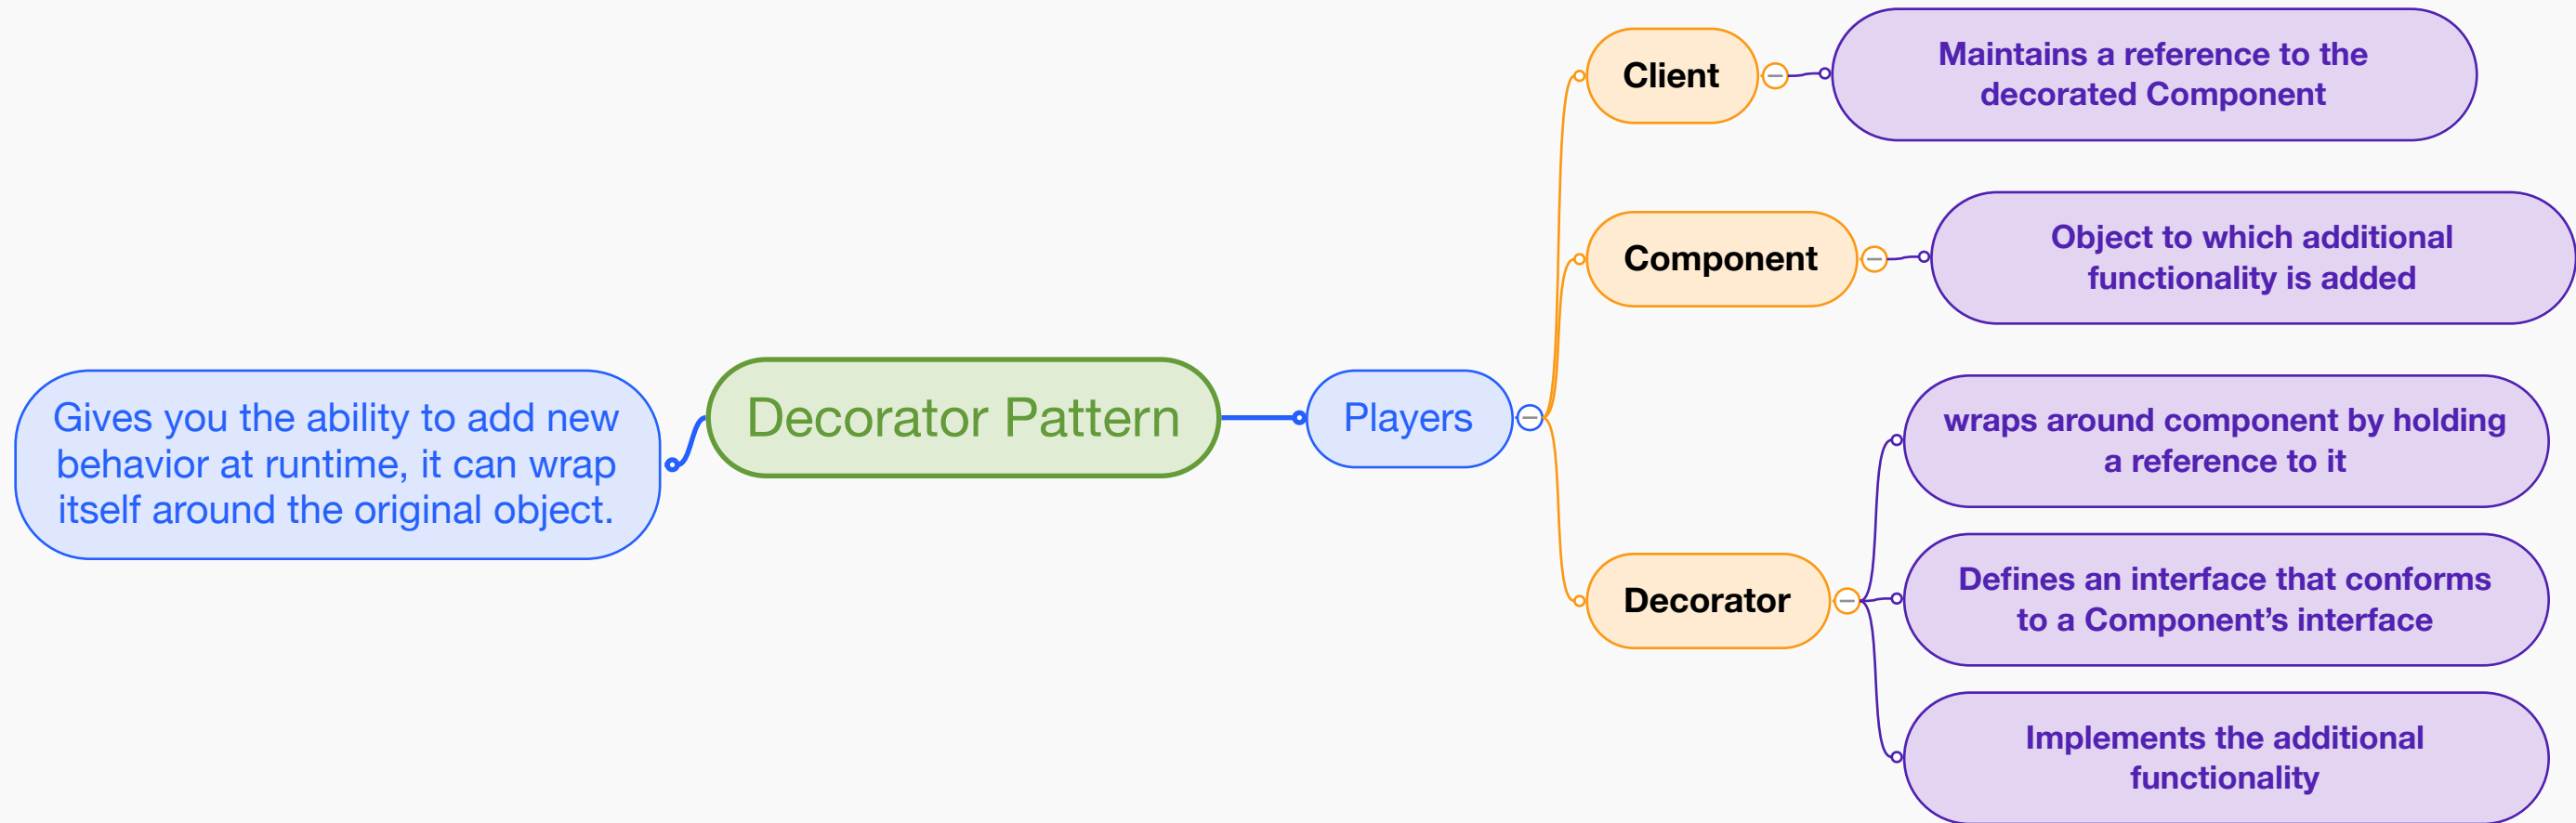 Gives you the ability to add new
behavior at runtime, it can wrap
itself around the original object.
Decorator Pattern
Players
Client
Maintains a reference to the
decorated Component
Component
Object to which additional
functionality is added
Decorator
wraps around component by holding
a reference to it
Defines an interface that conforms
to a Component’s interface
Implements the additional
functionality